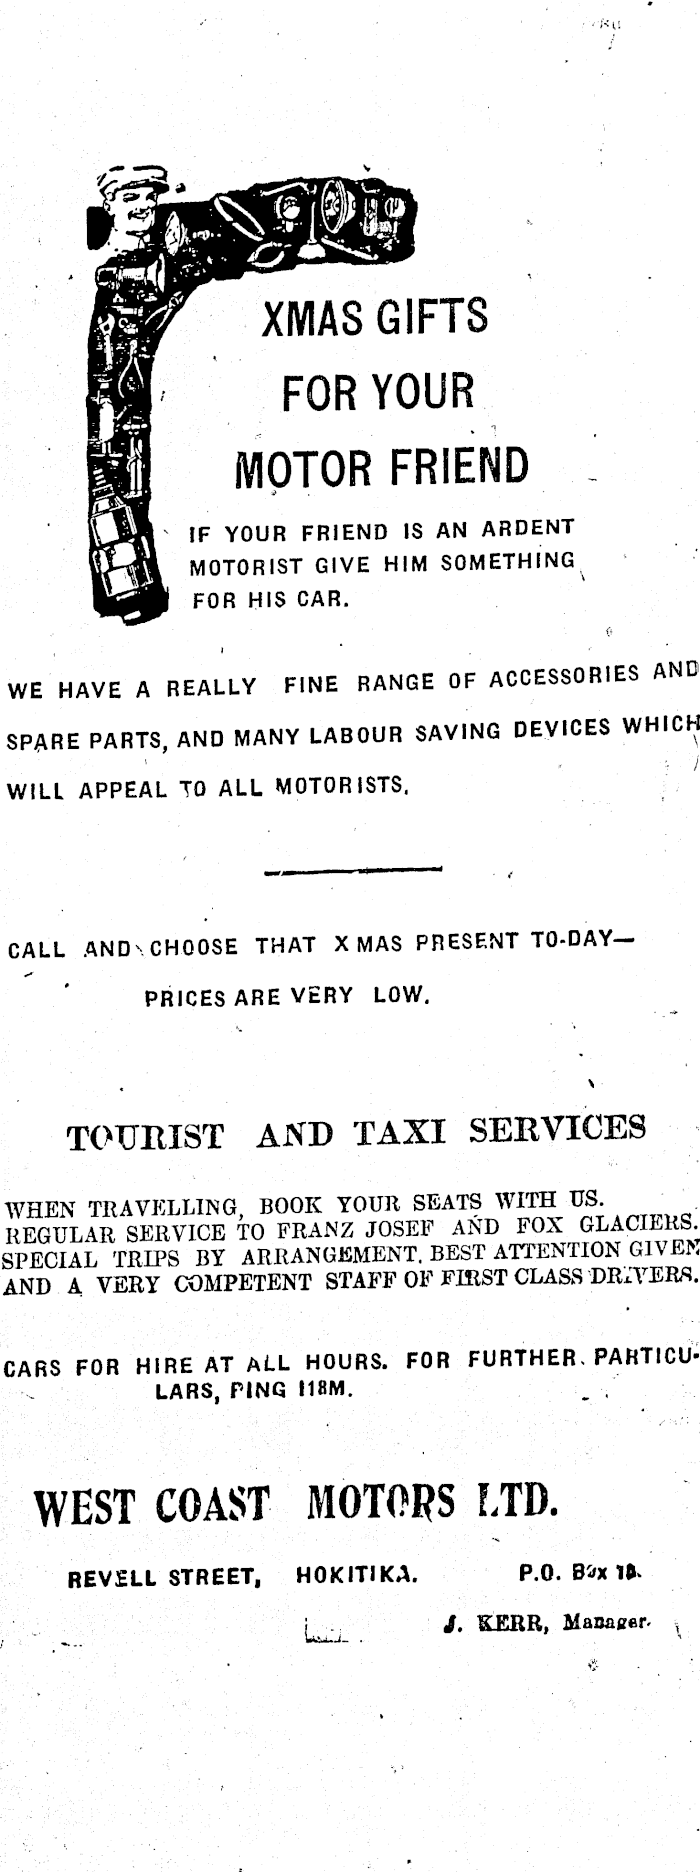 XMAS GIFTS
FOR YOUR
MOTOR FRIEND
IF YOUR FRIEND IS AN ARDENT
MOTORIST GIVE HIM SOMETHING
FOR HIS CAR.
WE HAVE A REALLY FINE RANGE OF ACCESSORIES AND
SPARE PARTS, AND MANY LABOUR SAVING DEVICES WHICH
WILL APPEAL TO ALL MOTORISTS.
CALL AND CHOOSE THAT XMAS PRESENT TO-DAY—
PRICES ARE VERY LOW.
TOURIST AND TAXI SERVICES
WHEN TRAVELLING, BOOK YOUR SEATS WITH US.
REGULAR SERVICE TO FRANZ JOSEF AND FOX GLACIERS.
SPECIAL TRIPS BY ARRANGEMENT. BEST ATTENTION GIVEN
AND A VERY COMPETENT STAFF OF FIRST CLASS DRIVERS.
CARS FOR HIRE AT ALL HOURS. FOR FURTHER PARTICU-
LARS, RING 118M.
WEST COAST MOTORS LTD.
REVELL STREET, HOKITIKA. P.O. Box
J. KERR, Manager.